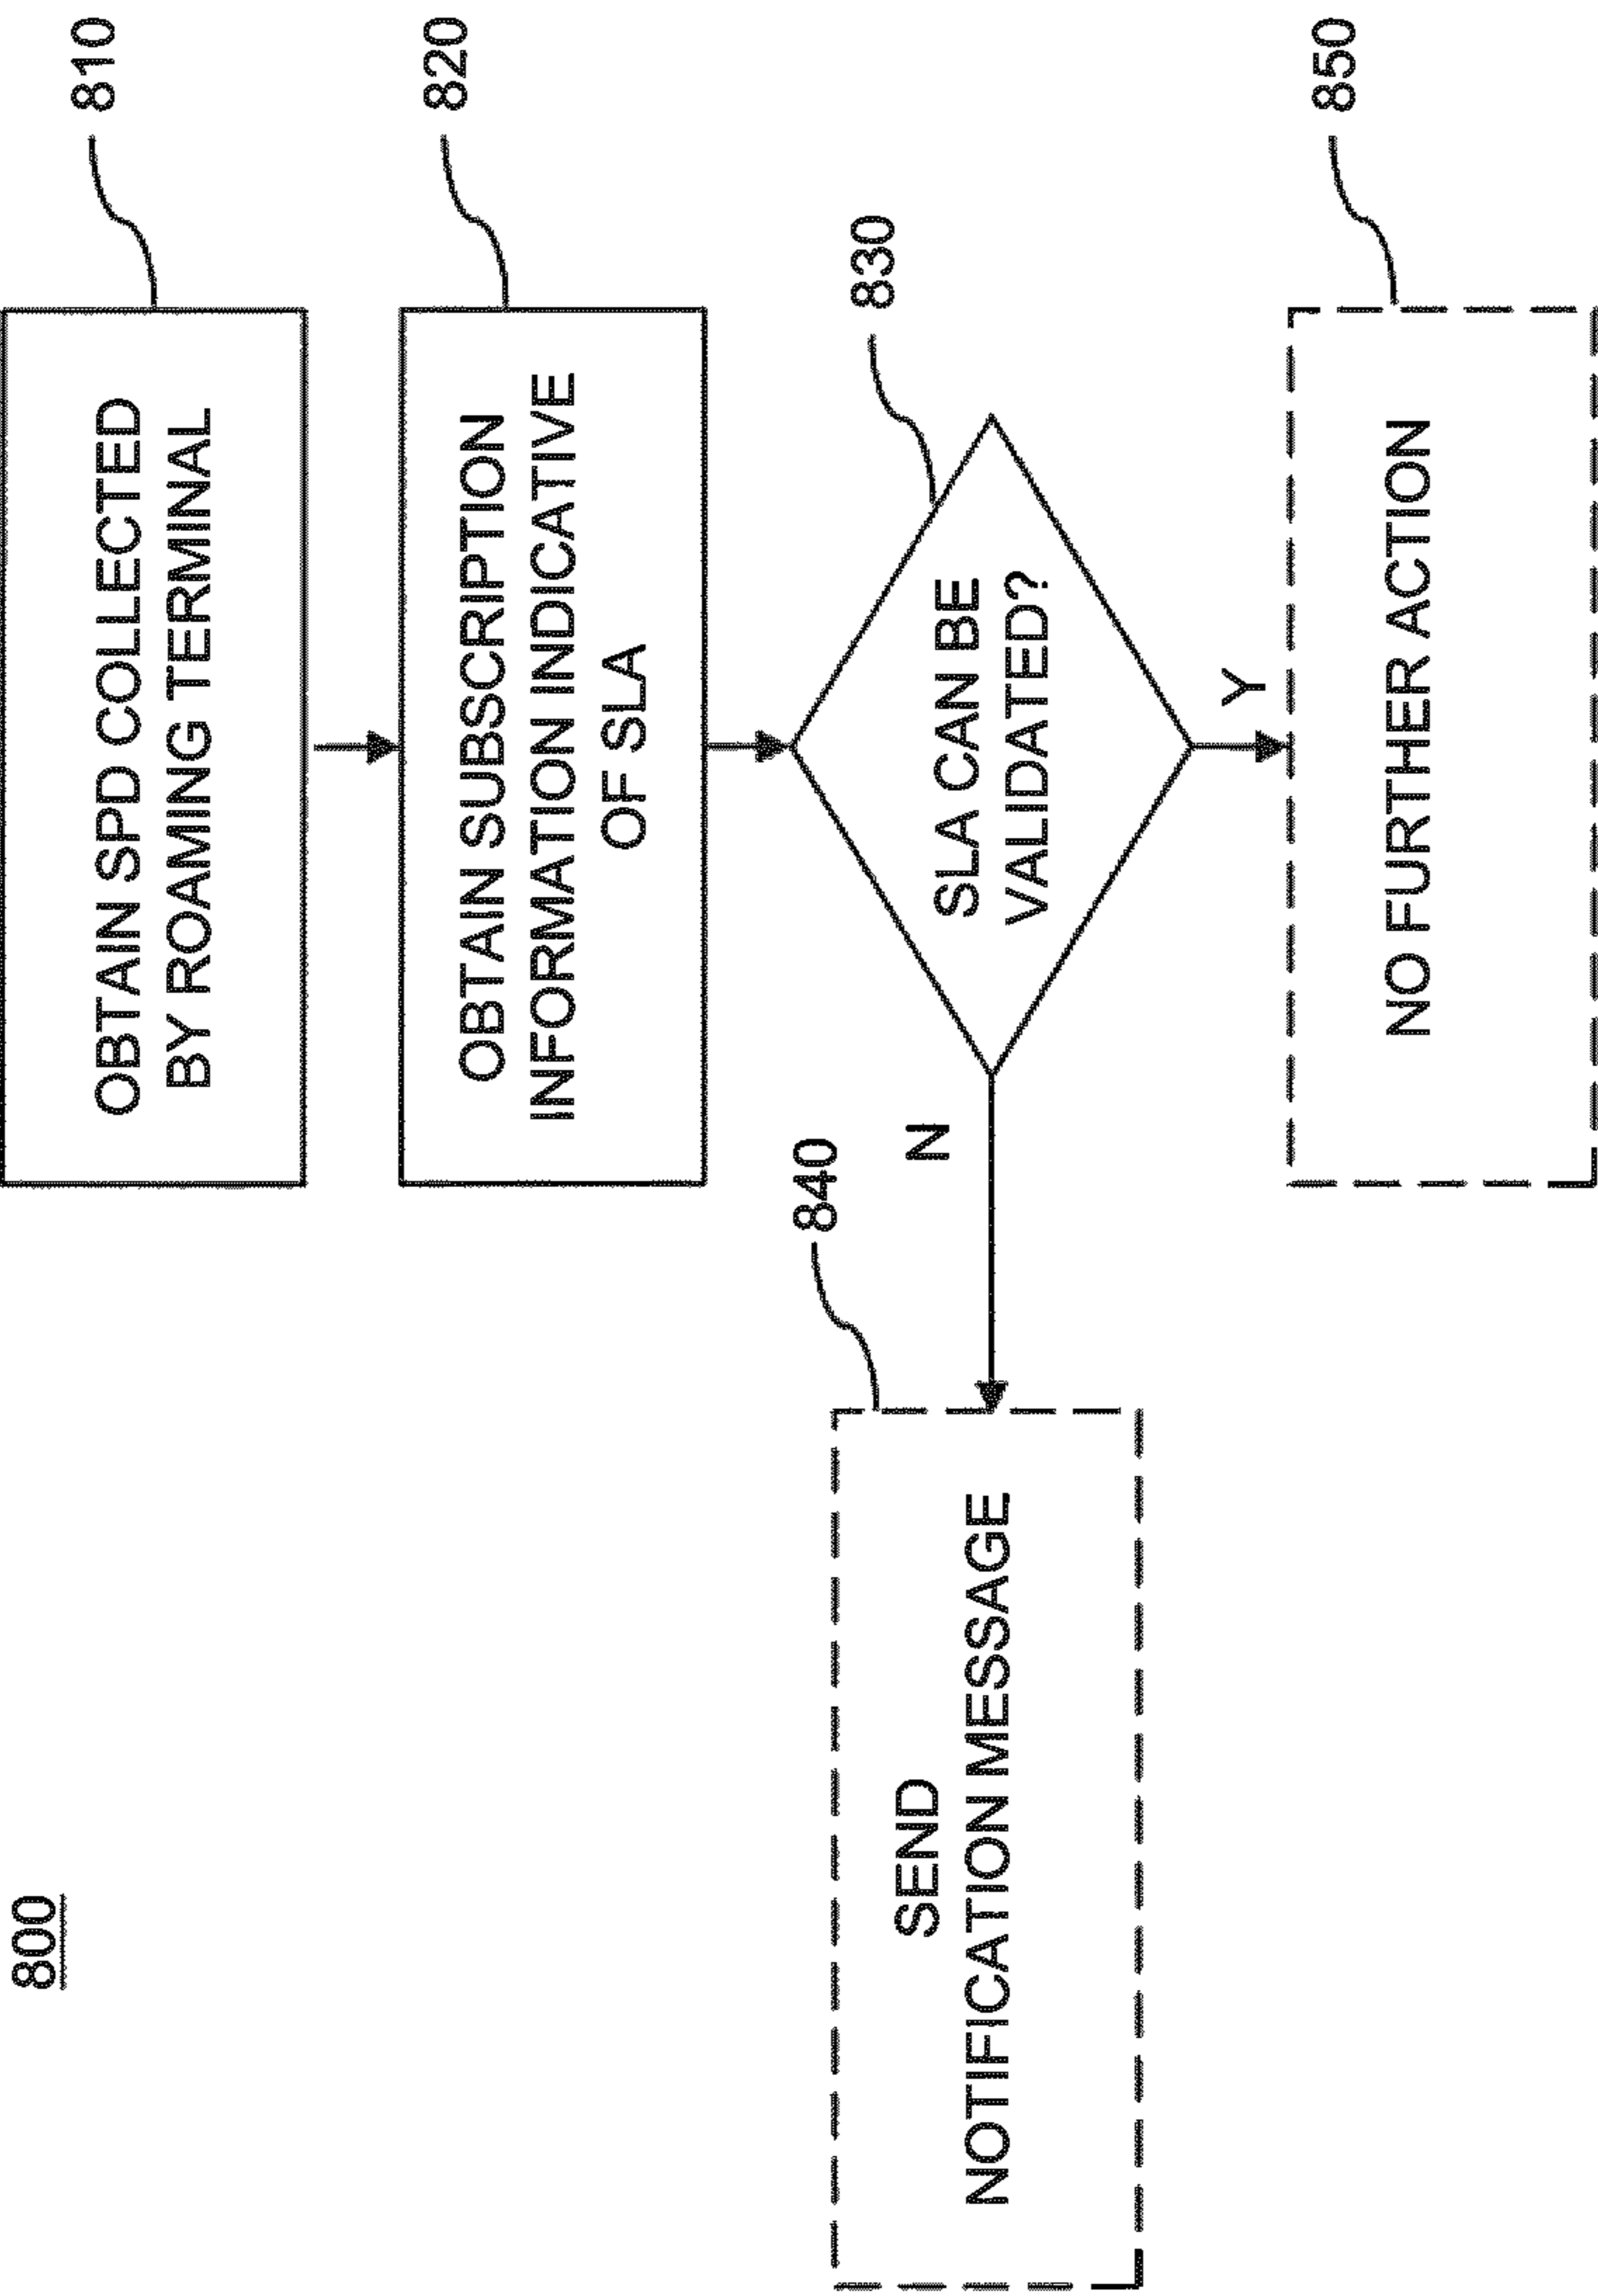 800
810
OBTAIN SPD COLLECTED
BY ROAMING TERMINAL
820
OBTAIN SUBSCRIPTION
INFORMATION INDICATIVE
OF SLA
830
SLA CAN BE
VALIDATED?
N
840
SEND
NOTIFICATION MESSAGE
Y
850
NO FURTHER ACTION